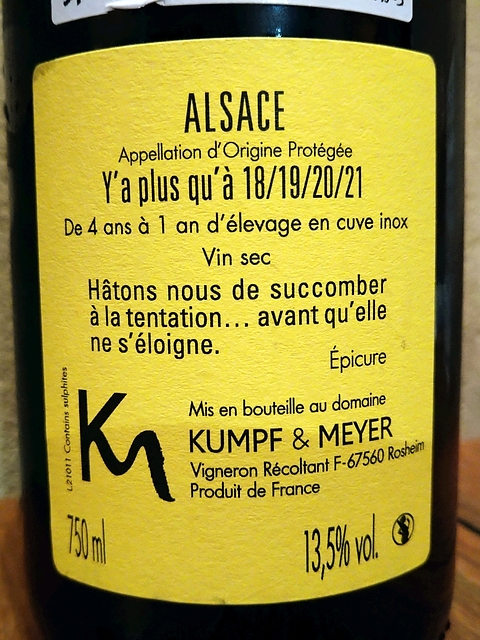 ALSACE
Appellation d'Origine Protégée
Y'a plus qu'à 18/19/20/21
De 4 ans à 1 an d'élevage en cuve inox
Vin sec
Hâtons nous de succomber
à la tentation... avant qu'elle
ne s'éloigne.
Épicure
L21011 Contains sulphites
KM
Mis en bouteille au domaine
KUMPF & MEYER
Vigneron Récoltant F-67560 Rosheim
Produit de France
750 ml
13,5% vol.